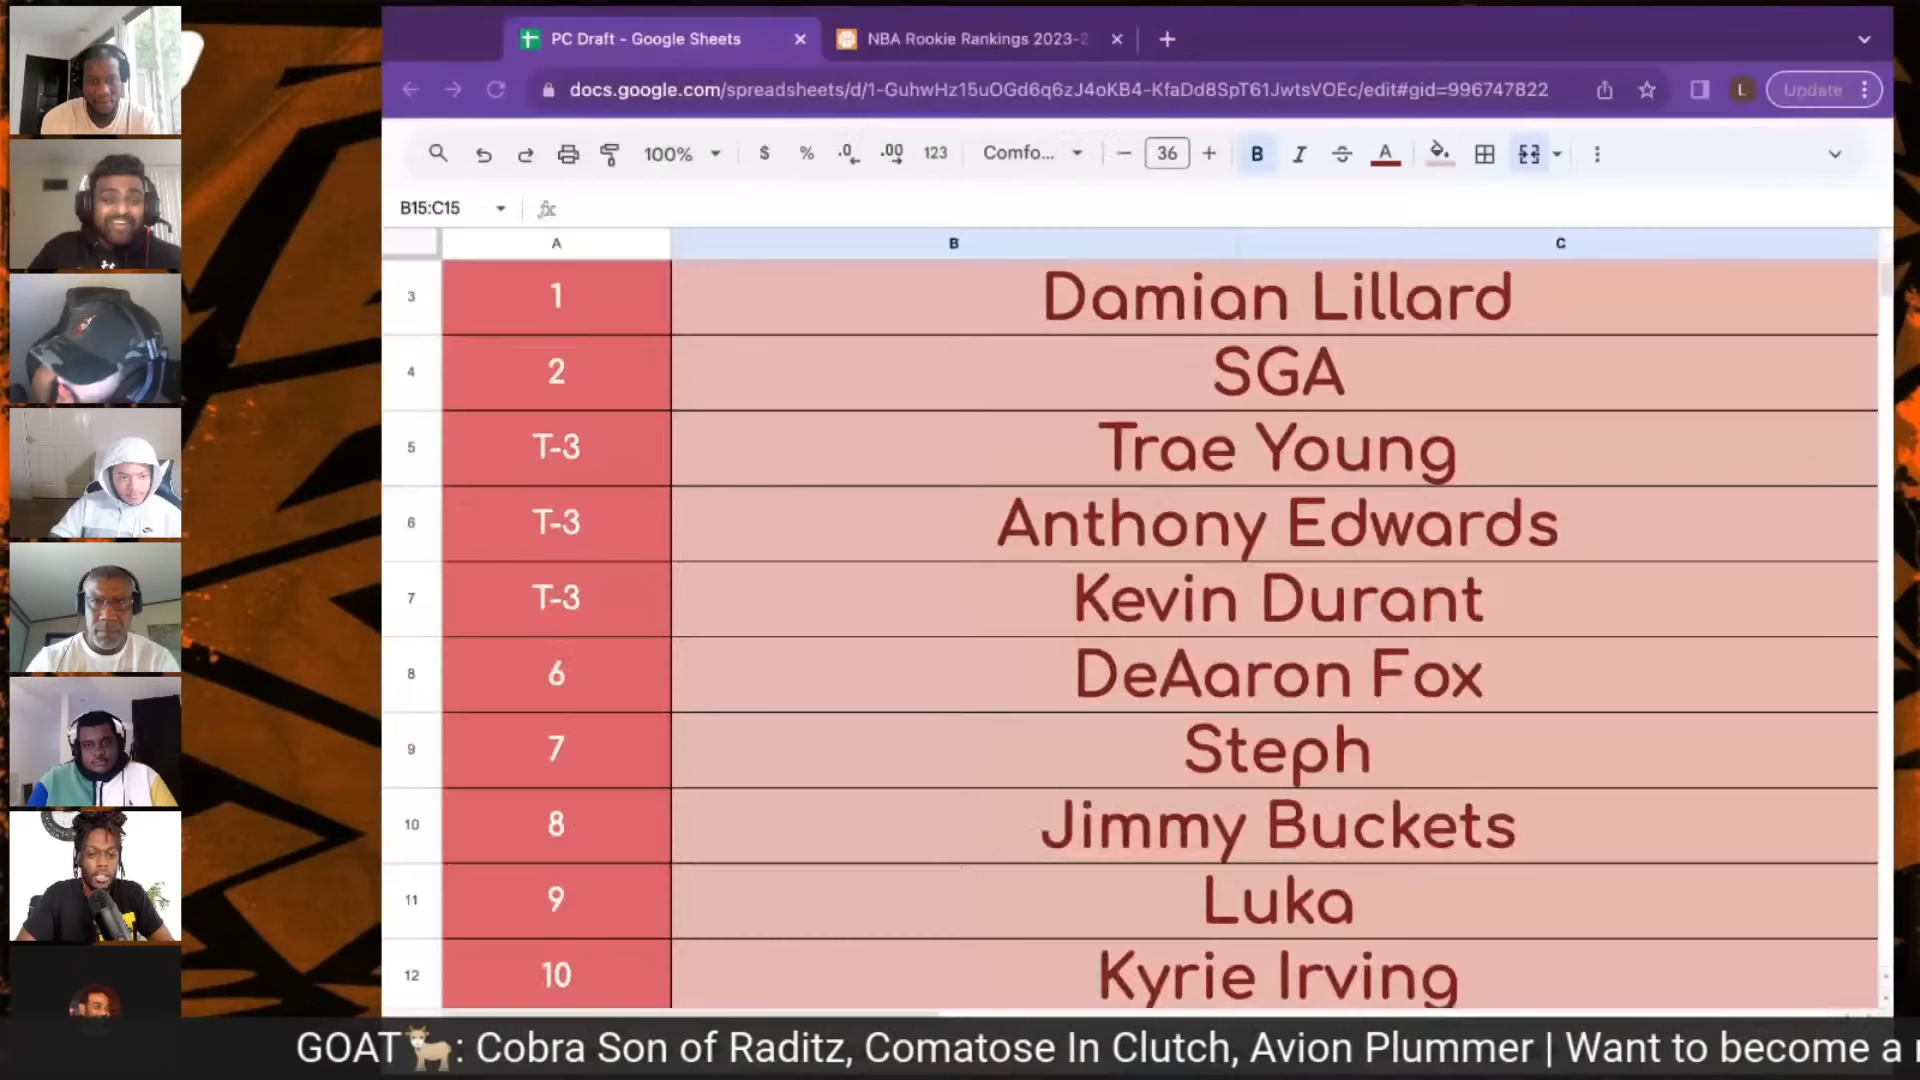 PC Draft - Google Sheets
NBA Rookie Rankings 2023-2
docs.google.com/spreadsheets/d/1-GuhwHz15uOGd6q6zJ4oKB4-KfaDd8SpT61JwtsVOEc/edit#gid=996747822
L
Update
100%
$
%
.0
.00
123
Comfo...
36
B
I
A
B15:C15
fx
A
B
C
3 1 Damian Lillard
4 2 SGA
5 T-3 Trae Young
6 T-3 Anthony Edwards
7 T-3 Kevin Durant
8 6 DeAaron Fox
9 7 Steph
10 8 Jimmy Buckets
11 9 Luka
12 10 Kyrie Irving
GOAT🐐: Cobra Son of Raditz, Comatose In Clutch, Avion Plummer | Want to become a